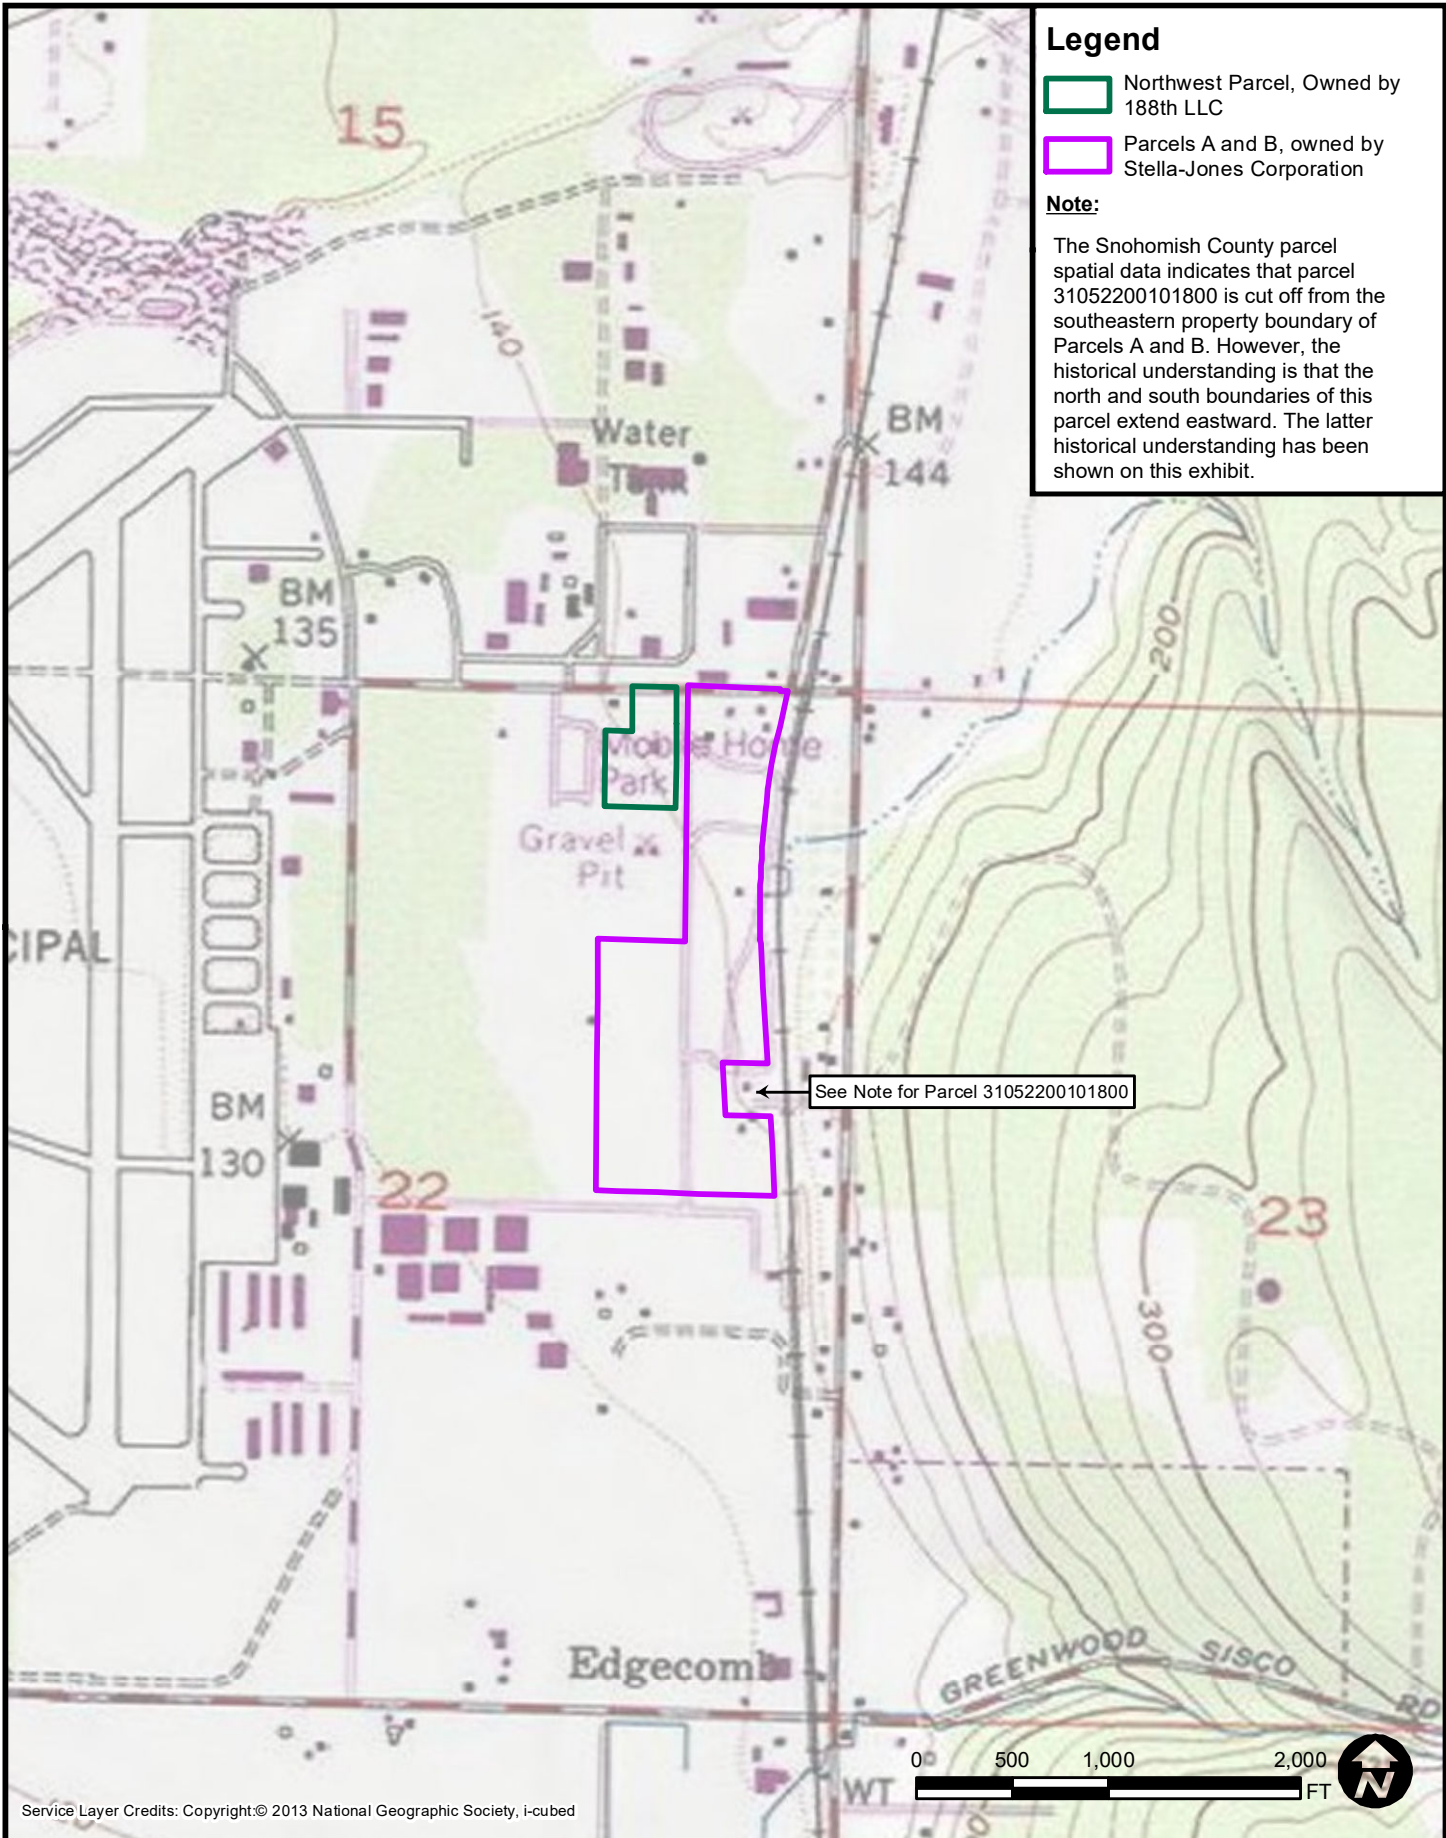 Legend
Northwest Parcel, Owned by
188th LLC
Parcels A and B, owned by
Stella-Jones Corporation
Note:
The Snohomish County parcel
spatial data indicates that parcel
31052200101800 is cut off from the
southeastern property boundary of
Parcels A and B. However, the
historical understanding is that the
north and south boundaries of this
parcel extend eastward. The latter
historical understanding has been
shown on this exhibit.
15
140
Water
Tank
BM
144
BM
135
200
Mobile Home
Park
Gravel
Pit
CIPAL
See Note for Parcel 31052200101800
BM
130
22
23
300
Edgecomb
GREENWOOD SISCO RD
WT
0 500 1,000 2,000
FT
N
Service Layer Credits: Copyright:© 2013 National Geographic Society, i-cubed